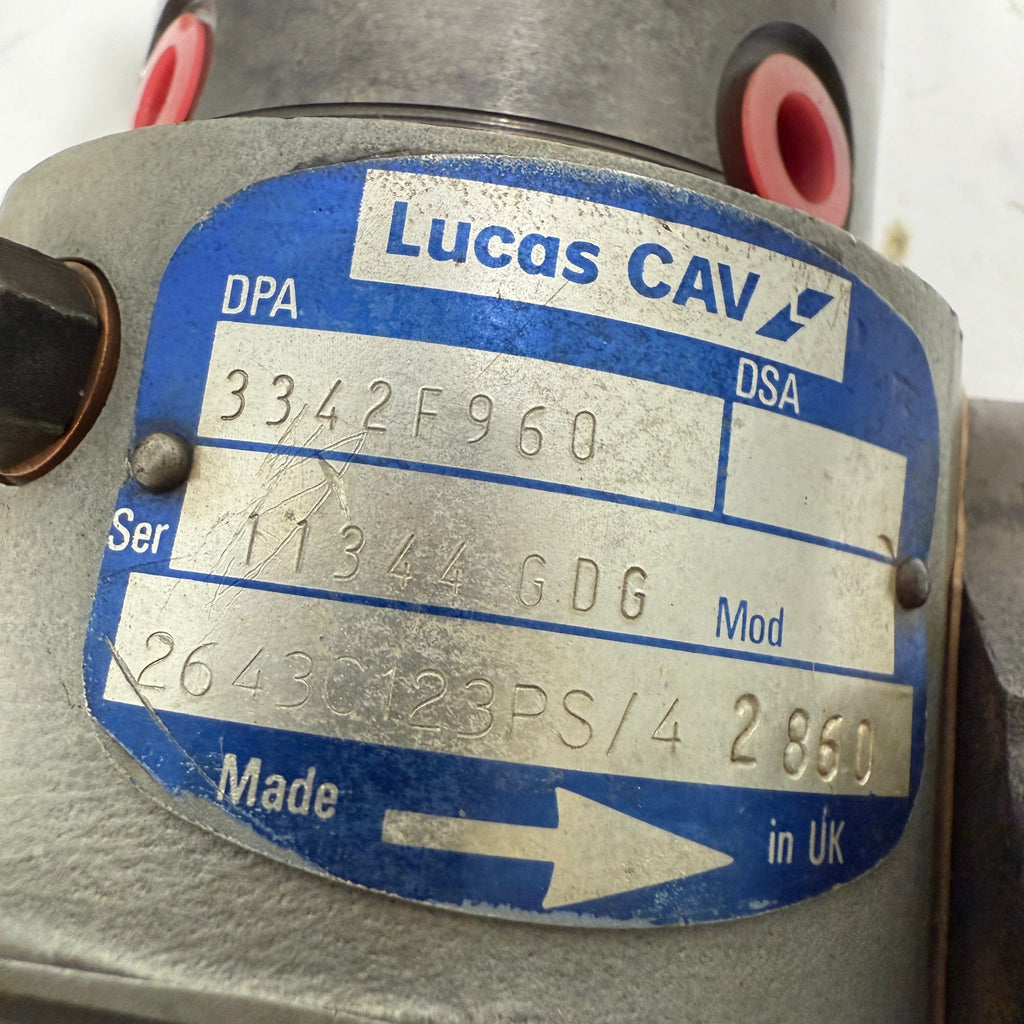 Lucas CAV
DPA
DSA
3342F960
Ser 11344 GDG Mod
2643C123PS/4 2860
Made in UK